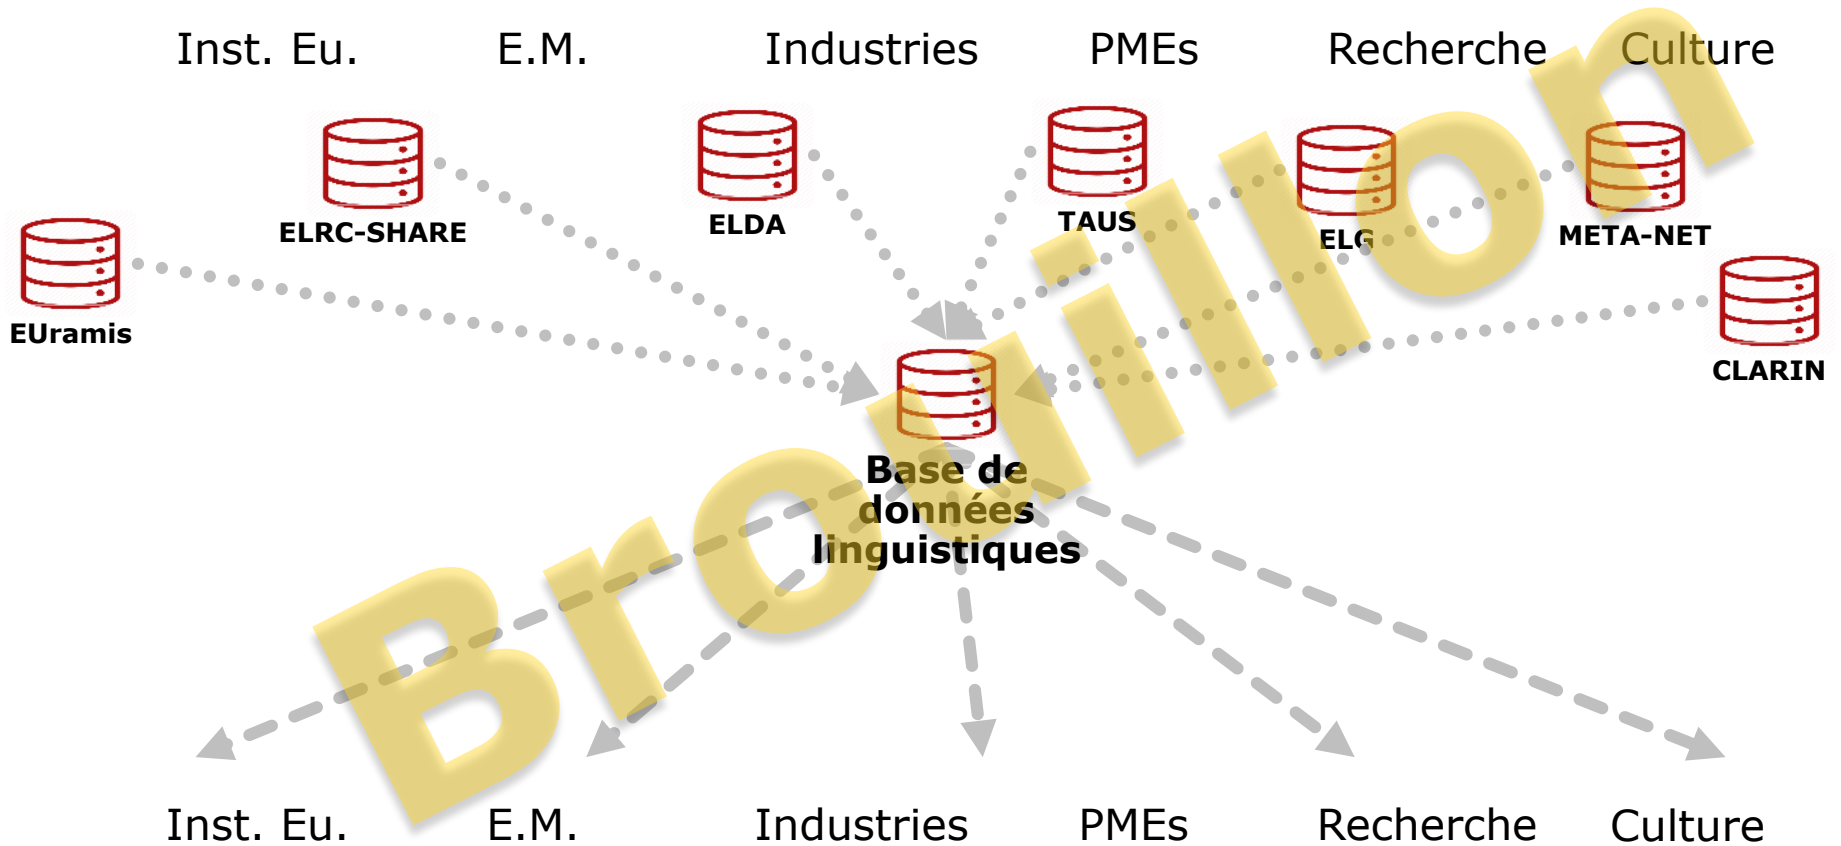 Inst. Eu. E.M. Industries PMEs Recherche Culture
ELRC-SHARE
ELDA
TAUS
ELG
META-NET
EUramis
CLARIN
Base de
données
linguistiques
Brouillon
Inst. Eu. E.M. Industries PMEs Recherche Culture